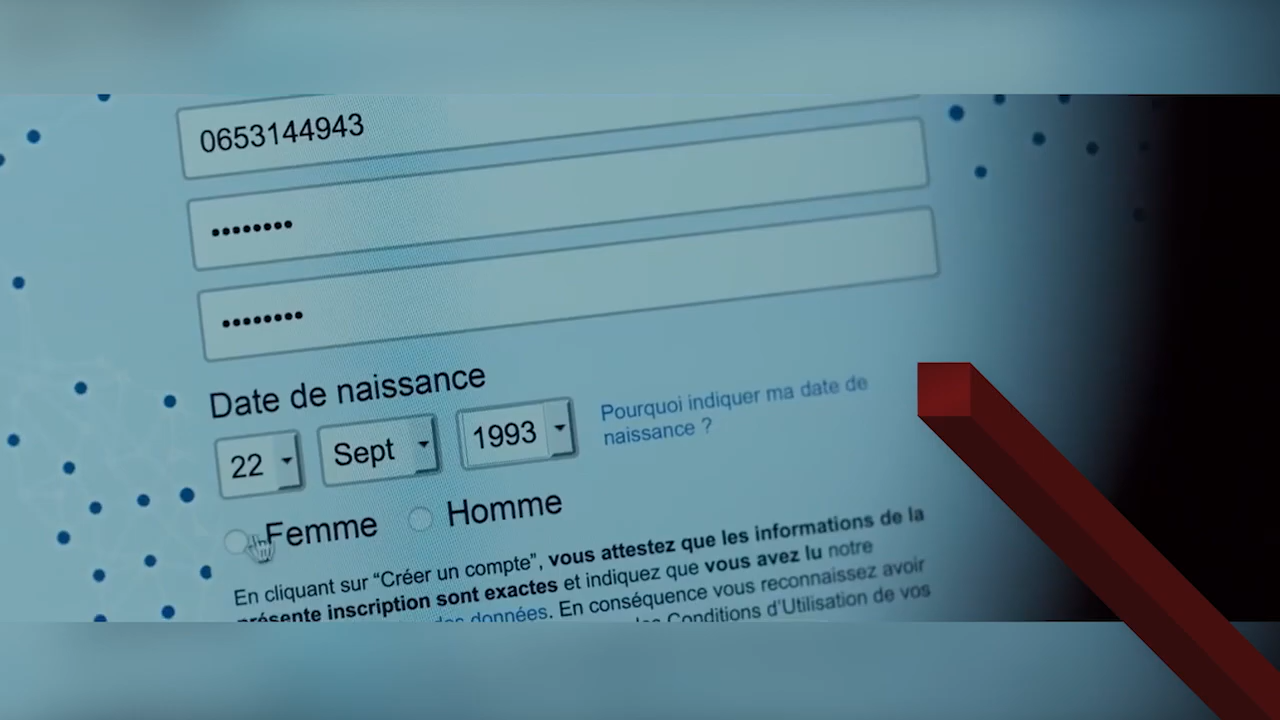 0653144943
••••••••
••••••••
Date de naissance
22 Sept 1993 Pourquoi indiquer ma date de
naissance ?
Femme Homme
En cliquant sur “Créer un compte”, vous attestez que les informations de la
présente inscription sont exactes et indiquez que vous avez lu notre
données. En conséquence vous reconnaissez avoir
Conditions d’Utilisation de vos